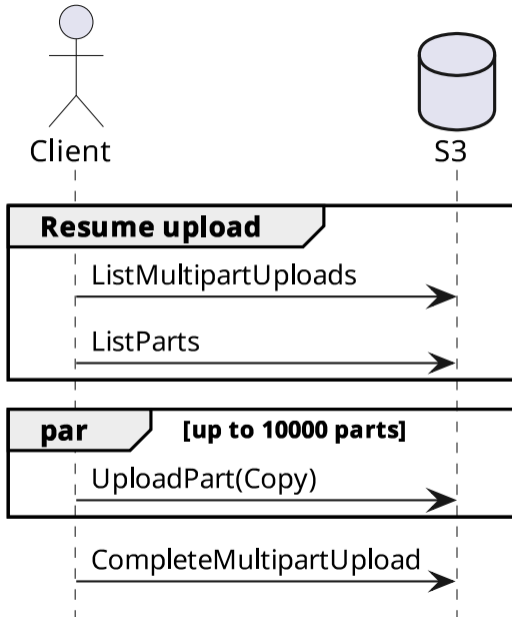 Client
S3
Resume upload
ListMultipartUploads
ListParts
par [up to 10000 parts]
UploadPart(Copy)
CompleteMultipartUpload